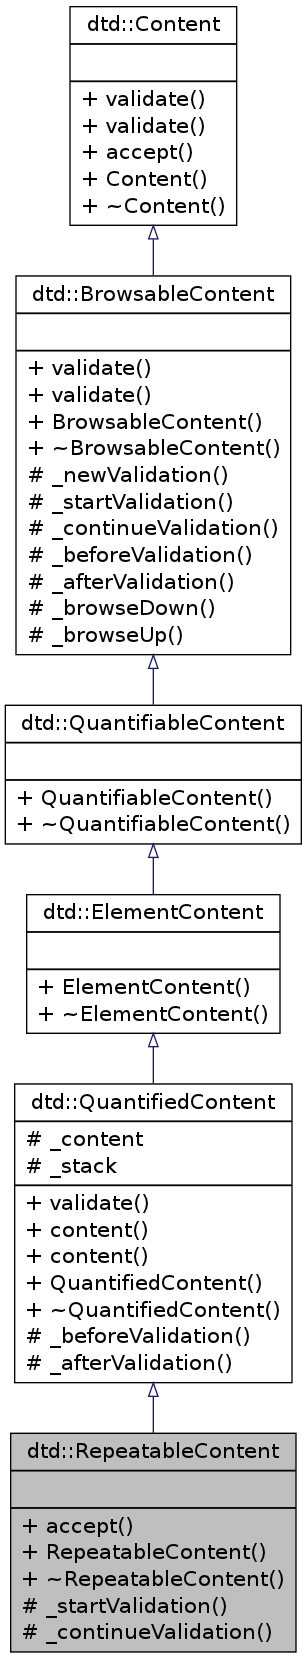 dtd::Content
+ validate()
+ validate()
+ accept()
+ Content()
+ ~Content()
dtd::BrowsableContent
+ validate()
+ validate()
+ BrowsableContent()
+ ~BrowsableContent()
# _newValidation()
# _startValidation()
# _continueValidation()
# _beforeValidation()
# _afterValidation()
# _browseDown()
# _browseUp()
dtd::QuantifiableContent
+ QuantifiableContent()
+ ~QuantifiableContent()
dtd::ElementContent
+ ElementContent()
+ ~ElementContent()
dtd::QuantifiedContent
# _content
# _stack
+ validate()
+ content()
+ content()
+ QuantifiedContent()
+ ~QuantifiedContent()
# _beforeValidation()
# _afterValidation()
dtd::RepeatableContent
+ accept()
+ RepeatableContent()
+ ~RepeatableContent()
# _startValidation()
# _continueValidation()